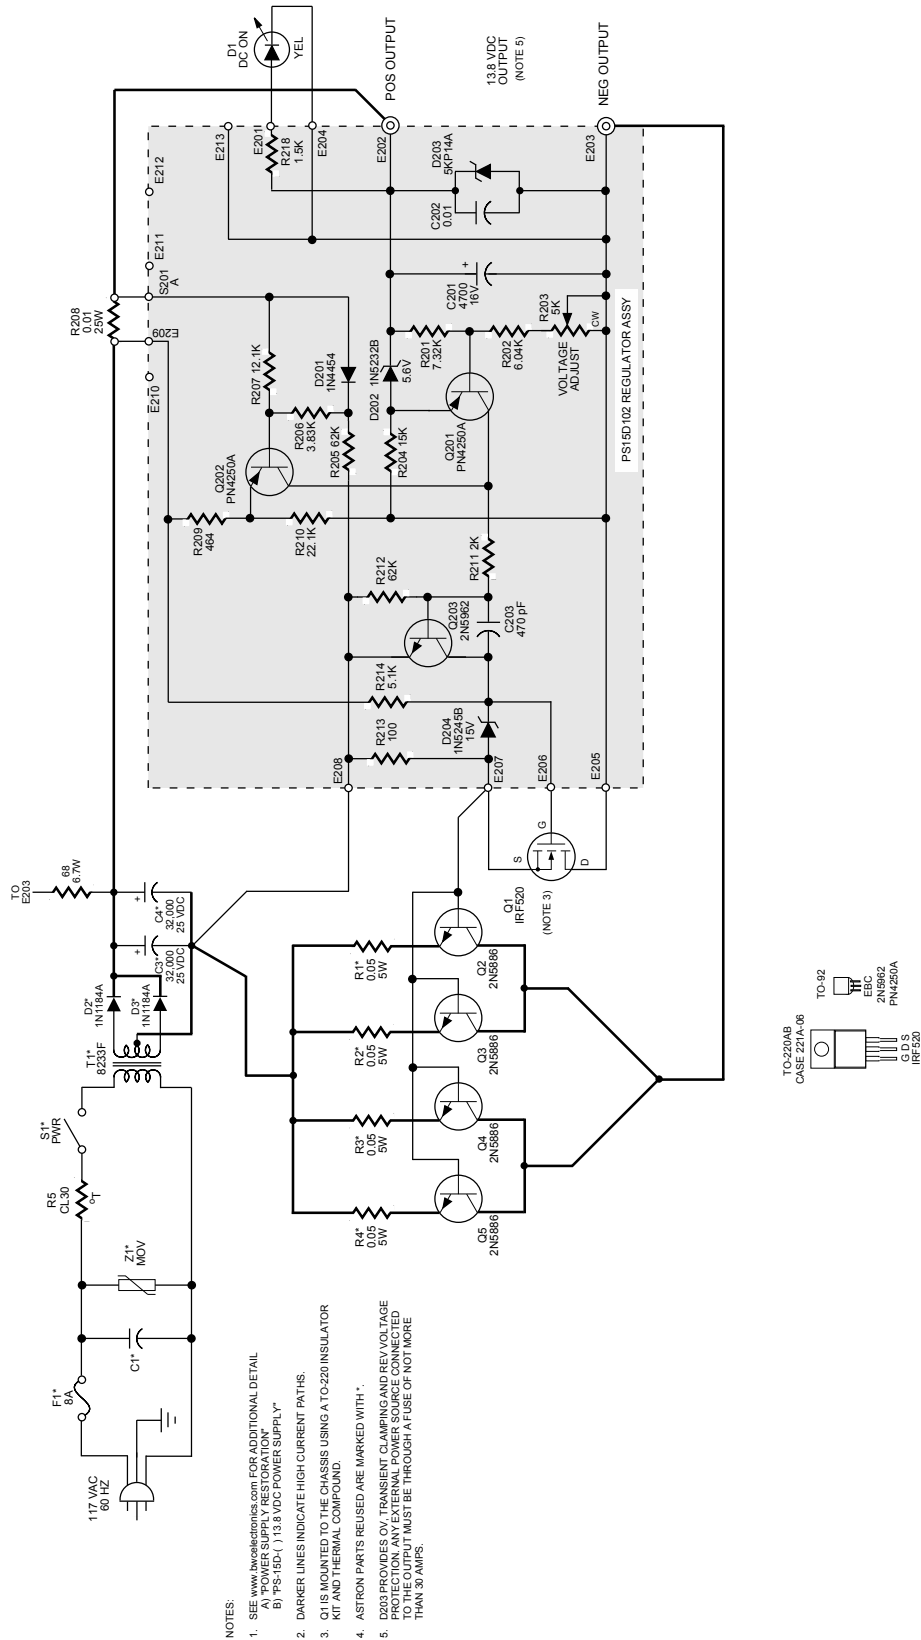 117 VAC
60 HZ
F1*
8A
C1*
Z1*
MOV
R5
CL30
°T
S1*
PWR
T1*
8233F
D2*
1N1184A
D3*
1N1184A
C3*
32,000
25 VDC
+
C4*
32,000
25 VDC
+
TO
E203
68
6.7W
R208
0.01
25W
E210
E209
S201
A
E211
E212
E213
E201
E204
D1
DC ON
YEL
R218
1.5K
E202
POS OUTPUT
13.8 VDC
OUTPUT
(NOTE 5)
NEG OUTPUT
E203
D203
5KP14A
C202
0.01
C201
4700
16V
+
R203
5K
CW
VOLTAGE
ADJUST
R201
7.32K
R202
6.04K
1N5232B
5.6V
D202
D201
1N4454
R207 12.1K
R206
3.83K
R205 62K
R204 15K
Q201
PN4250A
Q202
PN4250A
R209
464
R210
22.1K
R211 2K
R212
62K
Q203
2N5962
C203
470 pF
R214
5.1K
R213
100
D204
1N5245B
15V
E208
E207
E206
E205
PS15D102 REGULATOR ASSY
S
G
D
Q1
IRF520
(NOTE 3)
R1*
0.05
5W
R2*
0.05
5W
R3*
0.05
5W
R4*
0.05
5W
Q2
2N5886
Q3
2N5886
Q4
2N5886
Q5
2N5886
NOTES:
1. SEE www.bwcelectronics.com FOR ADDITIONAL DETAIL
A) "POWER SUPPLY RESTORATION"
B) "PS-15D-( ) 13.8 VDC POWER SUPPLY"
2. DARKER LINES INDICATE HIGH CURRENT PATHS.
3. Q1 IS MOUNTED TO THE CHASSIS USING A TO-220 INSULATOR
KIT AND THERMAL COMPOUND.
4. ASTRON PARTS REUSED ARE MARKED WITH *.
5. D203 PROVIDES OV, TRANSIENT CLAMPING AND REV VOLTAGE
PROTECTION. ANY EXTERNAL POWER SOURCE CONNECTED
TO THE OUTPUT MUST BE THROUGH A FUSE OF NOT MORE
THAN 30 AMPS.
TO-220AB
CASE 221A-06
G D S
IRF520
TO-92
EBC
2N5962
PN4250A